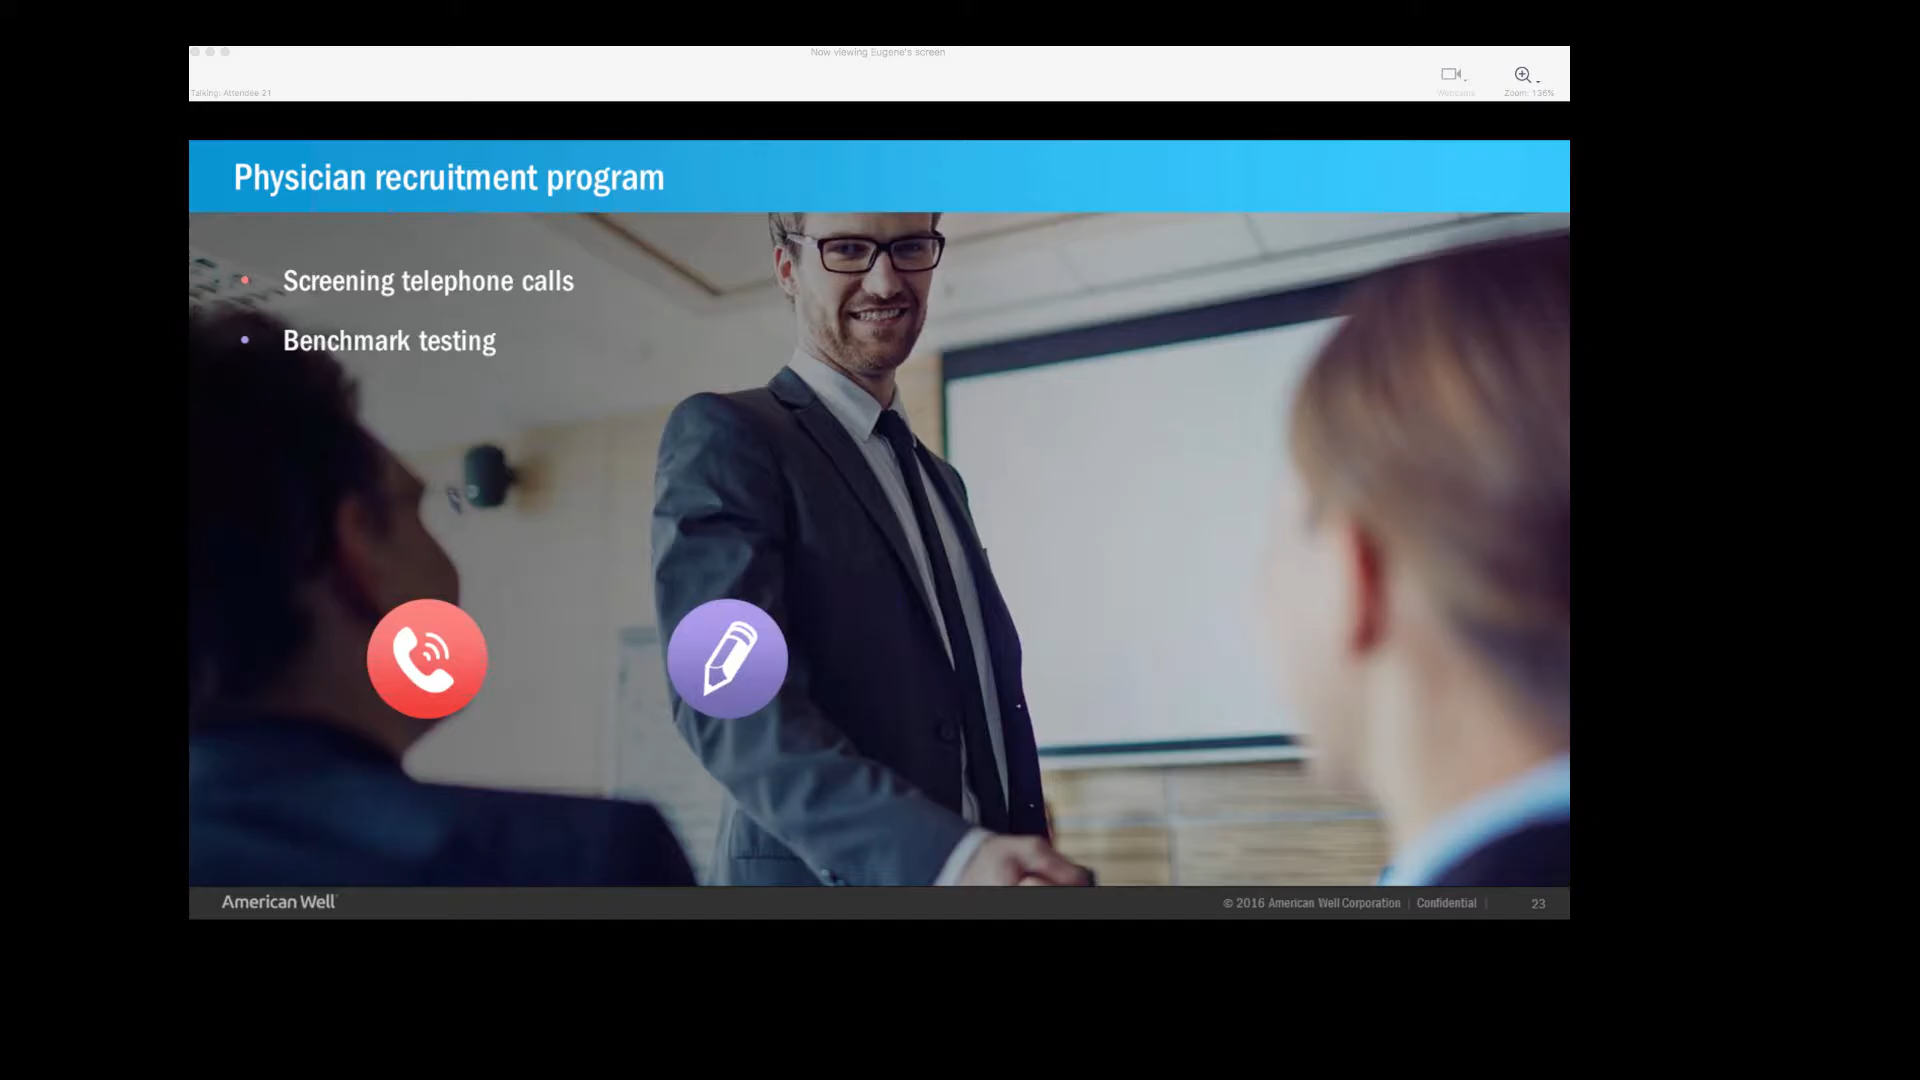 Now viewing Eugene's screen
Talking: Attendee 21
Webcams
Zoom: 136%
Physician recruitment program
• Screening telephone calls
• Benchmark testing
American Well
© 2016 American Well Corporation | Confidential | 23